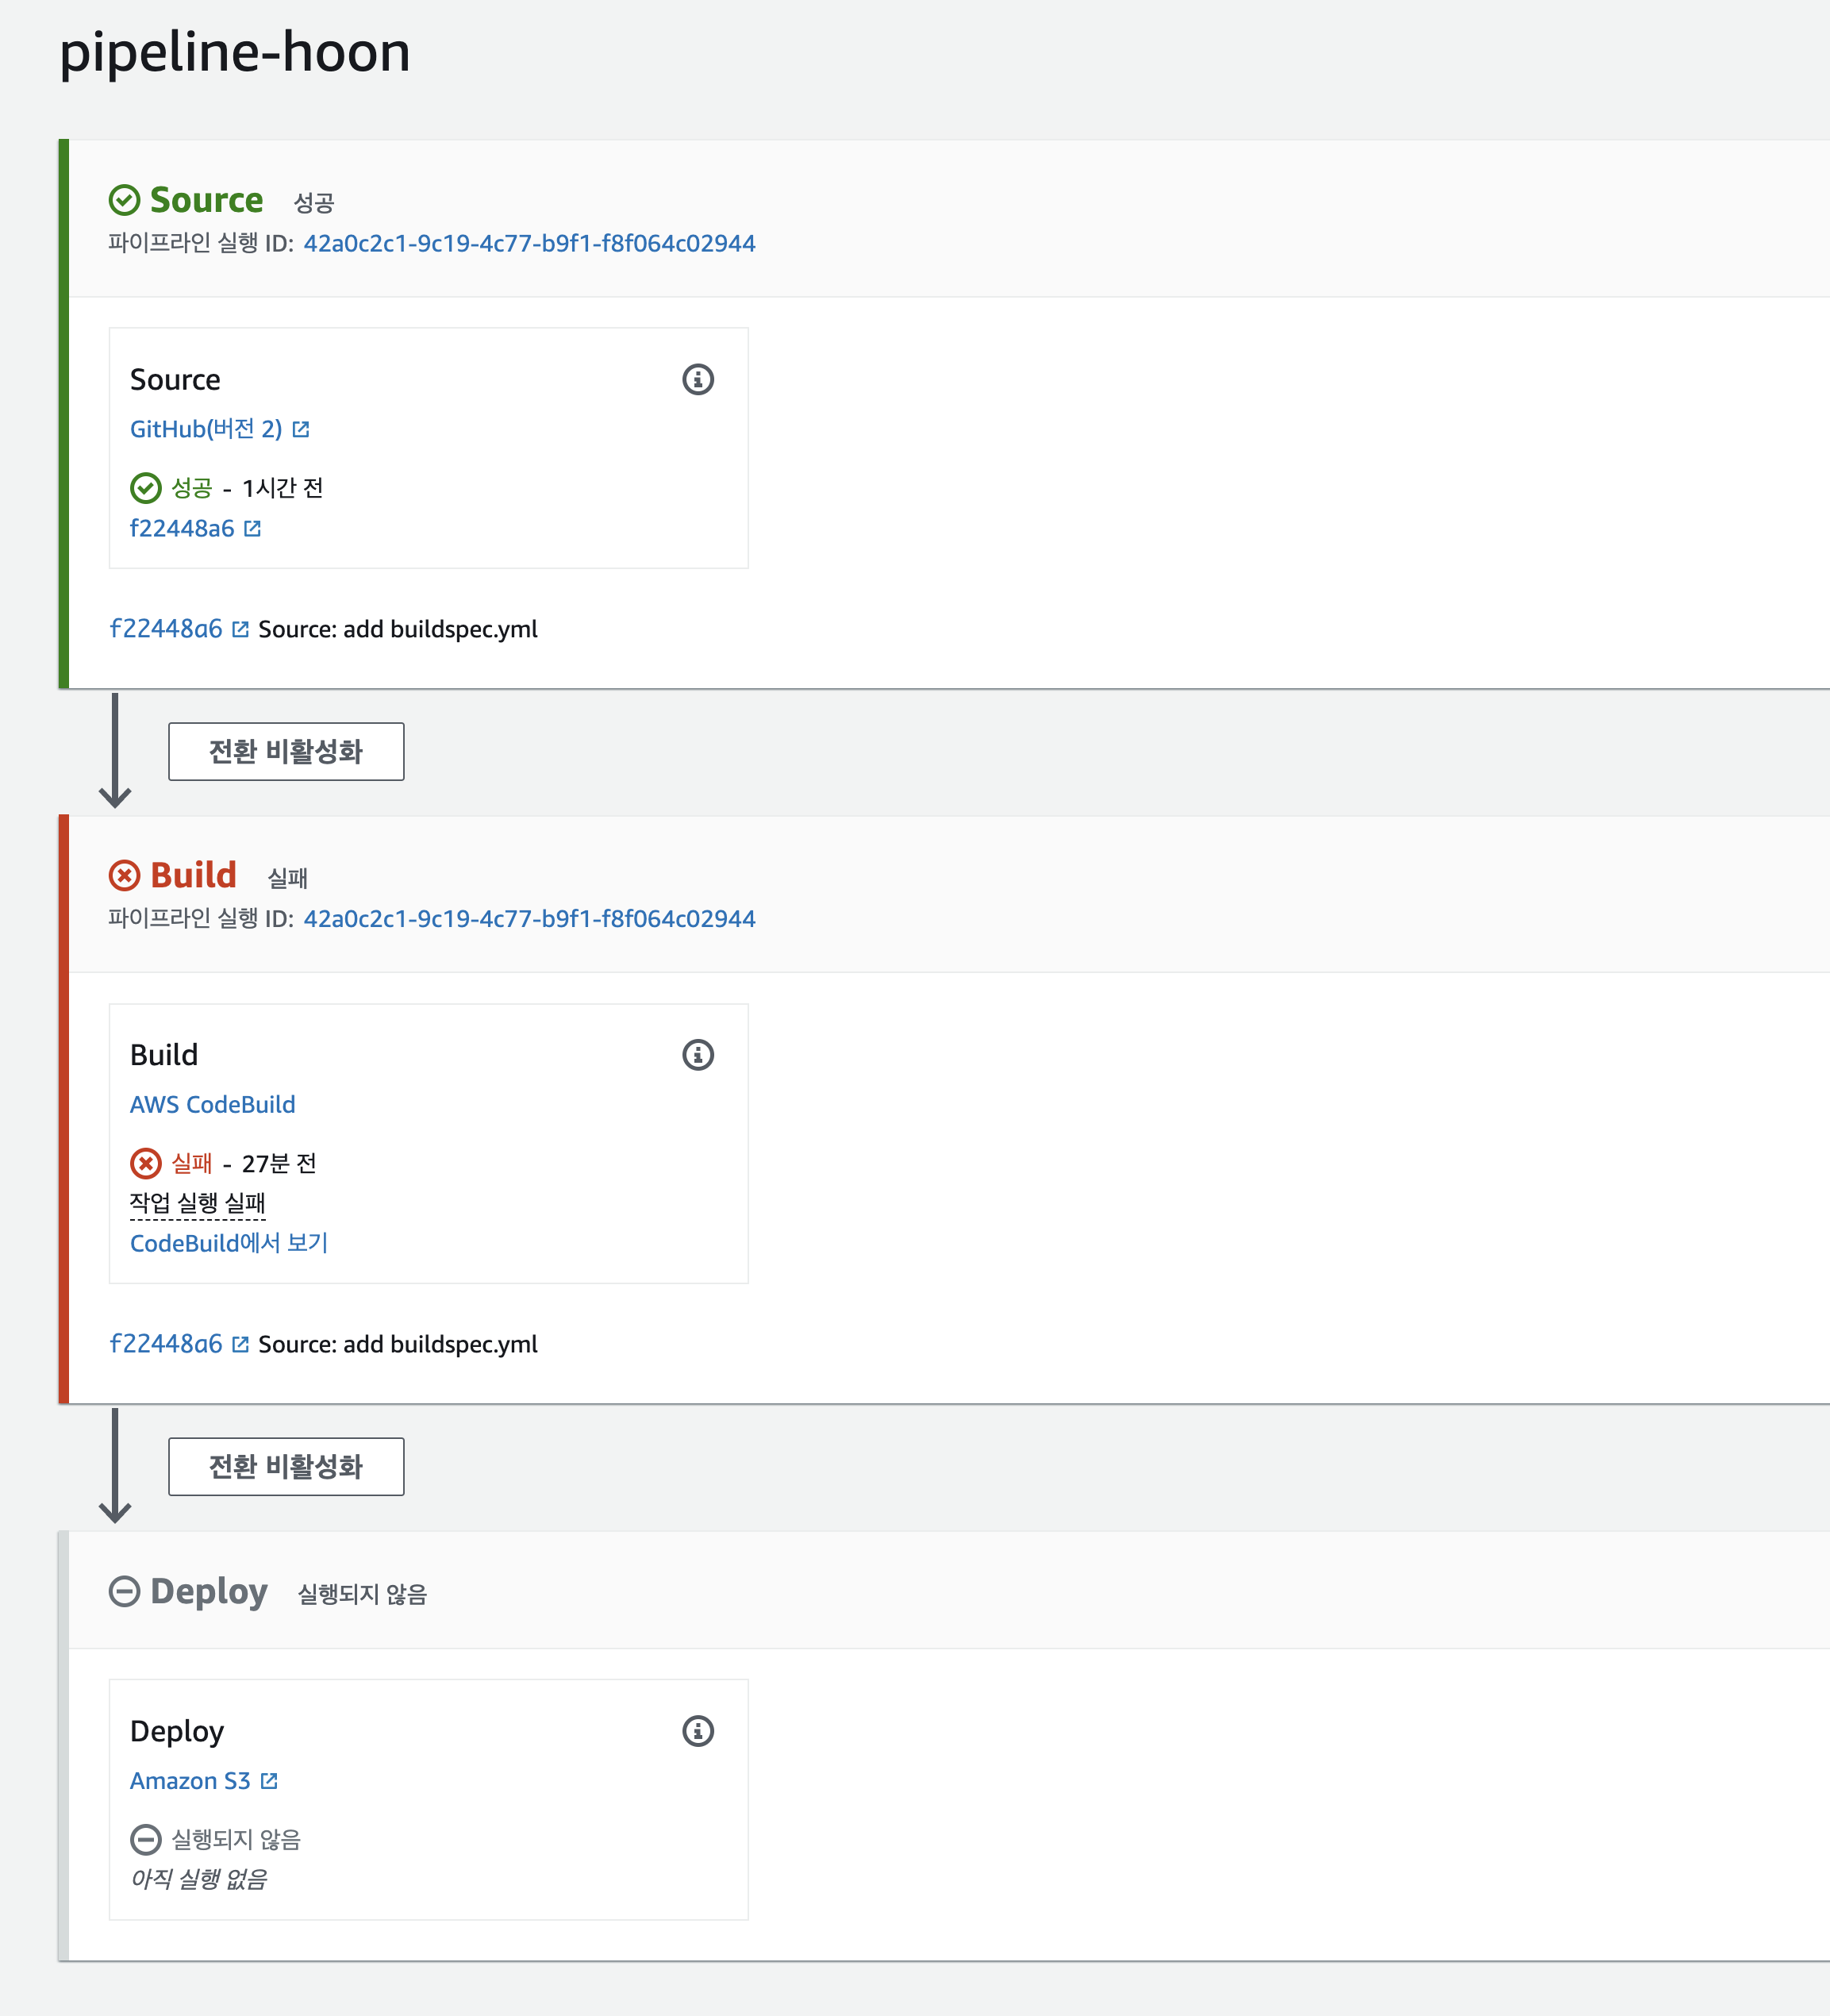 pipeline-hoon
Source 성공
파이프라인 실행 ID: 42a0c2c1-9c19-4c77-b9f1-f8f064c02944
Source
GitHub(버전 2)
성공 - 1시간 전
f22448a6
f22448a6 Source: add buildspec.yml
전환 비활성화
Build 실패
파이프라인 실행 ID: 42a0c2c1-9c19-4c77-b9f1-f8f064c02944
Build
AWS CodeBuild
실패 - 27분 전
작업 실행 실패
CodeBuild에서 보기
f22448a6 Source: add buildspec.yml
전환 비활성화
Deploy 실행되지 않음
Deploy
Amazon S3
실행되지 않음
아직 실행 없음